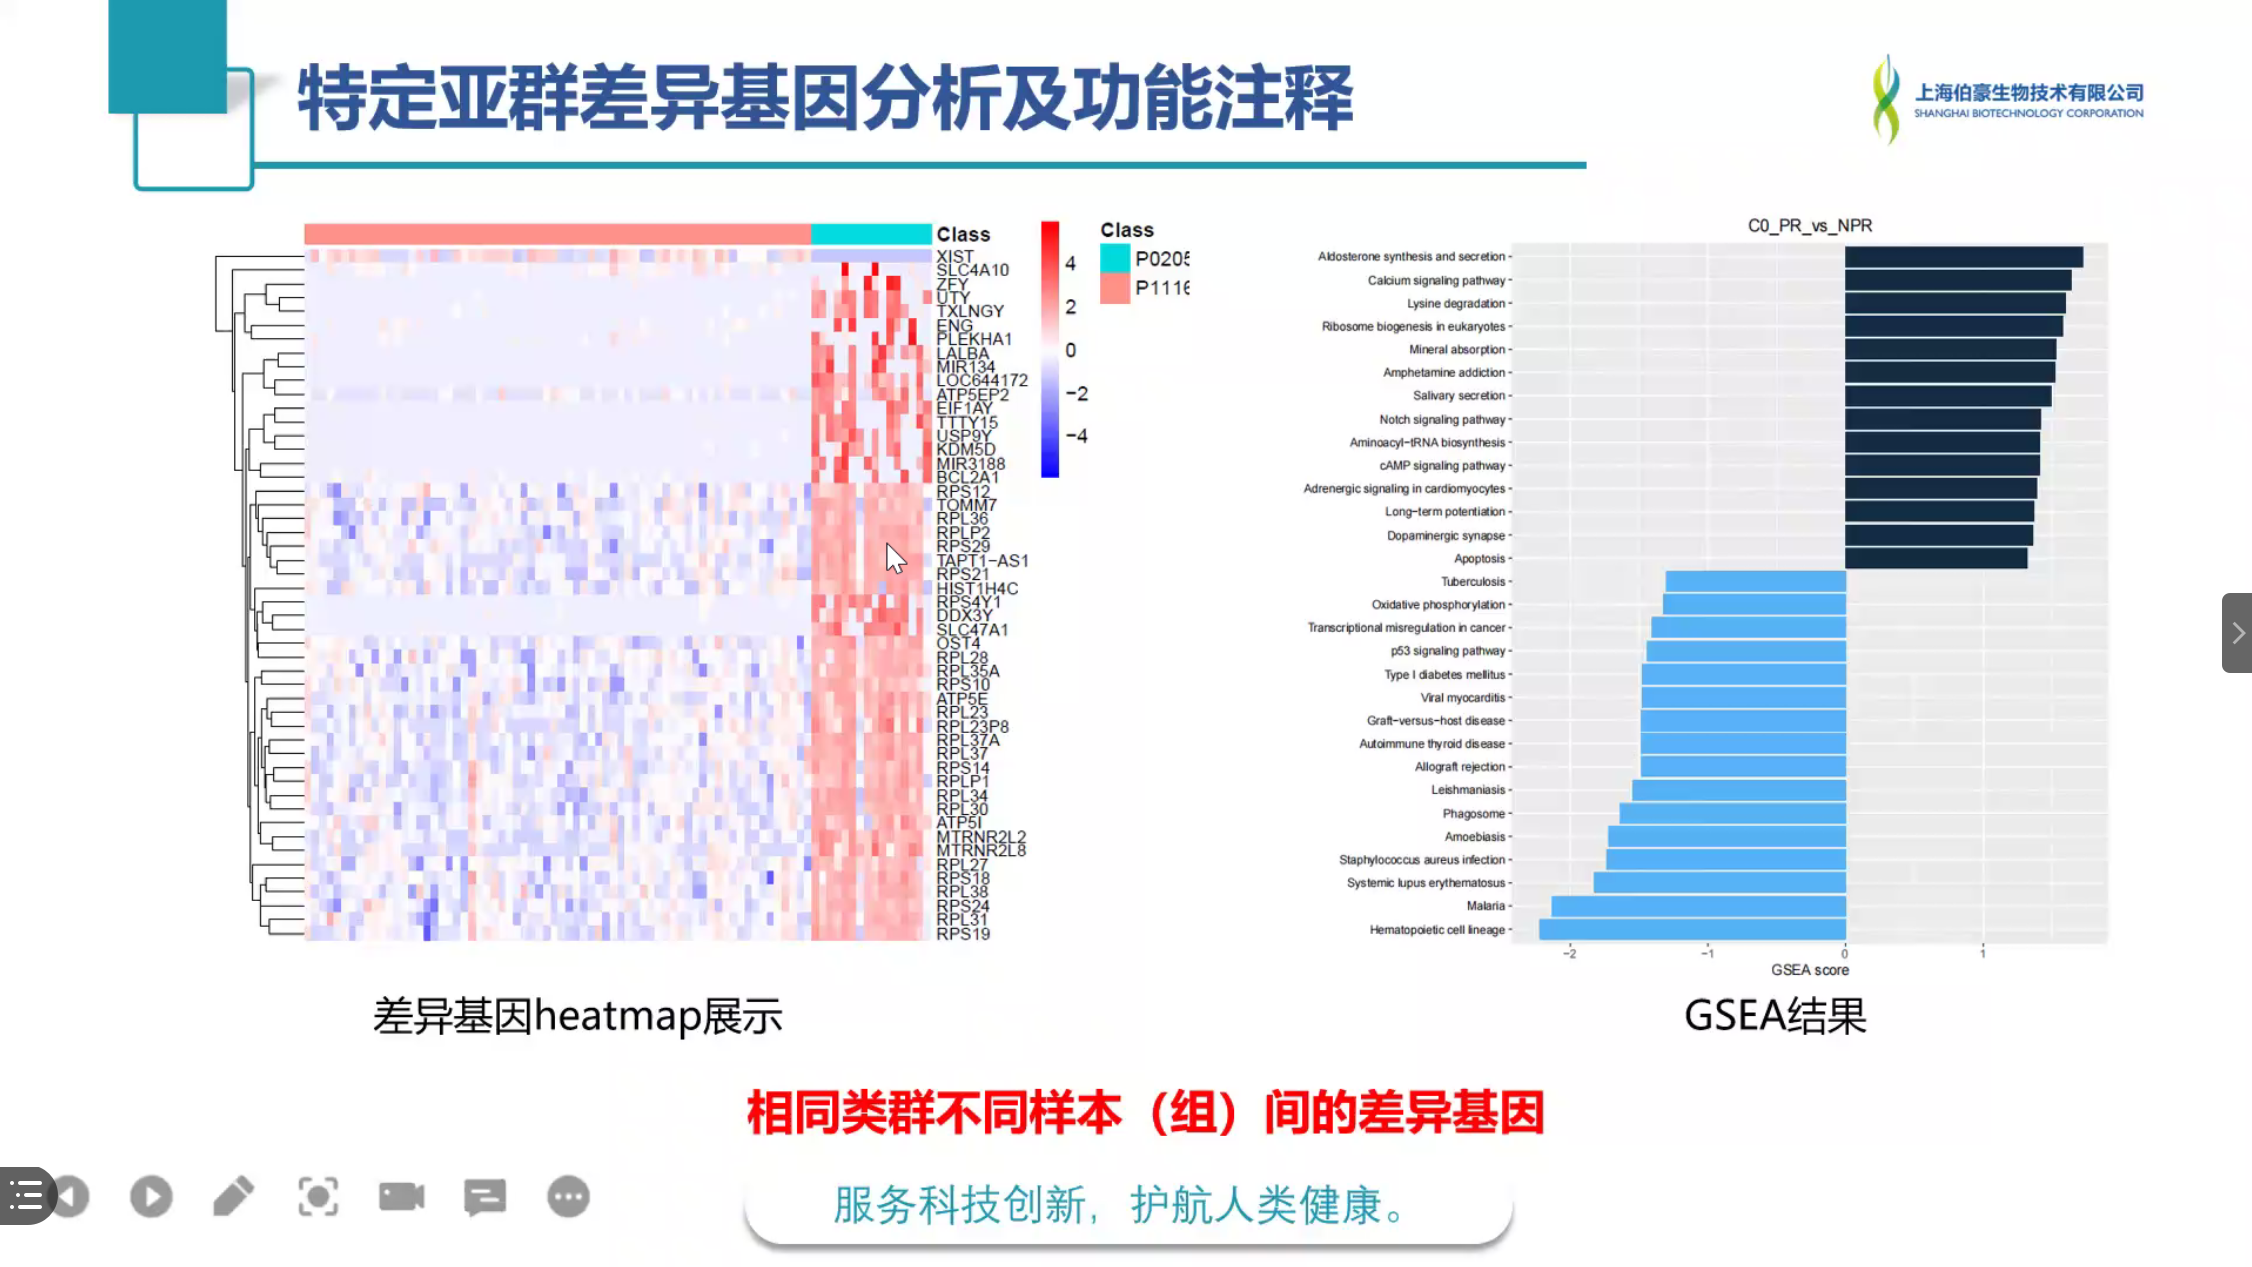 特定亚群差异基因分析及功能注释
上海伯豪生物技术有限公司
SHANGHAI BIOTECHNOLOGY CORPORATION
Class
XIST
SLC4A10
ZFY
UTY
TXLNGY
ENG
PLEKHA1
LALBA
MIR134
LOC644172
ATP5EP2
EIF1AY
TTTY15
USP9Y
KDM5D
MIR3188
BCL2A1
RPS12
TOMM7
RPL36
RPLP2
RPS29
TAPT1-AS1
RPS21
HIST1H4C
RPS4Y1
DDX3Y
SLC47A1
OST4
RPL28
RPL35A
RPS10
ATP5E
RPL23
RPL23P8
RPL37A
RPL37
RPS14
RPLP1
RPL34
RPL30
ATP5I
MTRNR2L2
MTRNR2L8
RPL27
RPS18
RPL38
RPS24
RPL31
RPS19
4
2
0
-2
-4
Class
P0205
P1116
差异基因heatmap展示
C0_PR_vs_NPR
Aldosterone synthesis and secretion
Calcium signaling pathway
Lysine degradation
Ribosome biogenesis in eukaryotes
Mineral absorption
Amphetamine addiction
Salivary secretion
Notch signaling pathway
Aminoacyl-tRNA biosynthesis
cAMP signaling pathway
Adrenergic signaling in cardiomyocytes
Long-term potentiation
Dopaminergic synapse
Apoptosis
Tuberculosis
Oxidative phosphorylation
Transcriptional misregulation in cancer
p53 signaling pathway
Type I diabetes mellitus
Viral myocarditis
Graft-versus-host disease
Autoimmune thyroid disease
Allograft rejection
Leishmaniasis
Phagosome
Amoebiasis
Staphylococcus aureus infection
Systemic lupus erythematosus
Malaria
Hematopoietic cell lineage
-2 -1 0 1
GSEA score
GSEA结果
相同类群不同样本（组）间的差异基因
服务科技创新，护航人类健康。